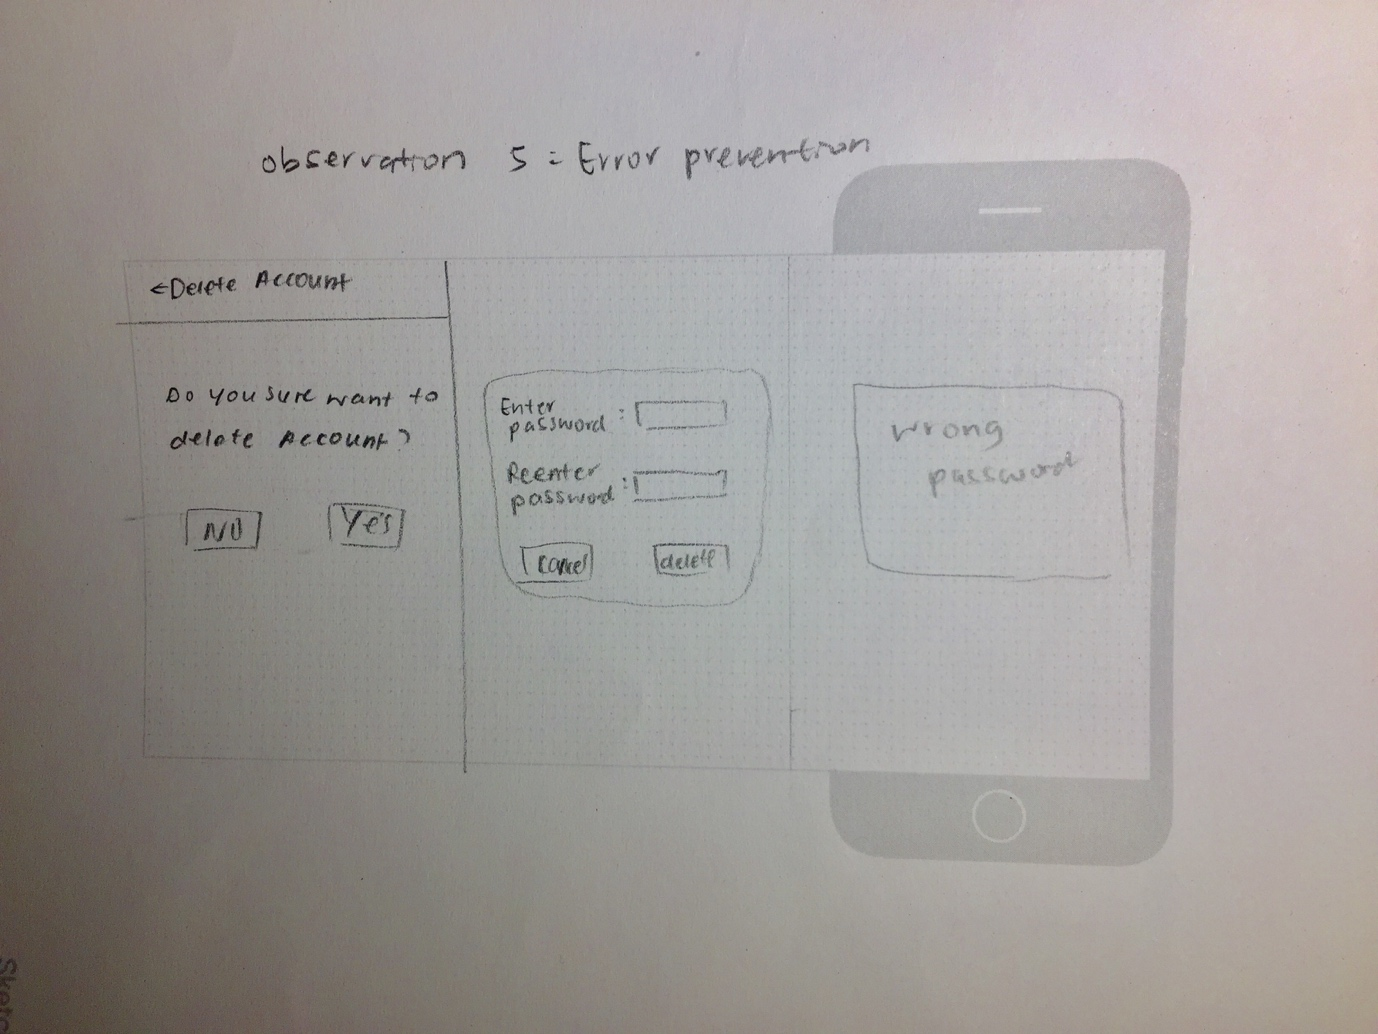 observation 5 = Error prevention
←Delete Account
Do you sure want to
delete Account?
NO
Yes
Enter
password :
Reenter
password :
cancel
delete
wrong
password